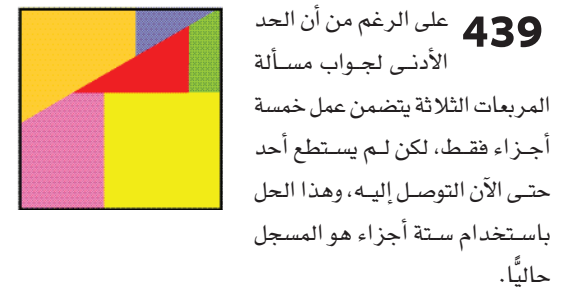 439 على الرغم من أن الحد
الأدنى لجواب مسألة
المربعات الثلاثة يتضمن عمل خمسة
أجزاء فقط، لكن لم يستطع أحد
حتى الآن التوصل إليه، وهذا الحل
باستخدام ستة أجزاء هو المسجل
حاليًّا.